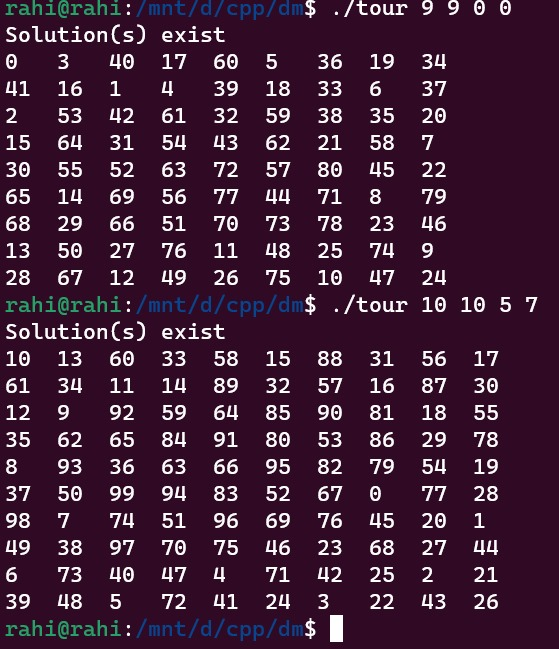 rahi@rahi:/mnt/d/cpp/dm$ ./tour 9 9 0 0
Solution(s) exist
0 3 40 17 60 5 36 19 34
41 16 1 4 39 18 33 6 37
2 53 42 61 32 59 38 35 20
15 64 31 54 43 62 21 58 7
30 55 52 63 72 57 80 45 22
65 14 69 56 77 44 71 8 79
68 29 66 51 70 73 78 23 46
13 50 27 76 11 48 25 74 9
28 67 12 49 26 75 10 47 24
rahi@rahi:/mnt/d/cpp/dm$ ./tour 10 10 5 7
Solution(s) exist
10 13 60 33 58 15 88 31 56 17
61 34 11 14 89 32 57 16 87 30
12 9 92 59 64 85 90 81 18 55
35 62 65 84 91 80 53 86 29 78
8 93 36 63 66 95 82 79 54 19
37 50 99 94 83 52 67 0 77 28
98 7 74 51 96 69 76 45 20 1
49 38 97 70 75 46 23 68 27 44
6 73 40 47 4 71 42 25 2 21
39 48 5 72 41 24 3 22 43 26
rahi@rahi:/mnt/d/cpp/dm$